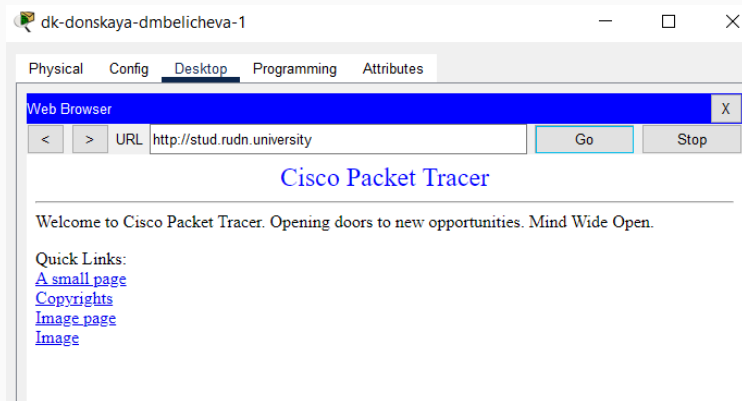 dk-donskaya-dmbelicheva-1
Physical Config Desktop Programming Attributes
Web Browser X
< > URL http://stud.rudn.university Go Stop
Cisco Packet Tracer
Welcome to Cisco Packet Tracer. Opening doors to new opportunities. Mind Wide Open.
Quick Links:
A small page
Copyrights
Image page
Image